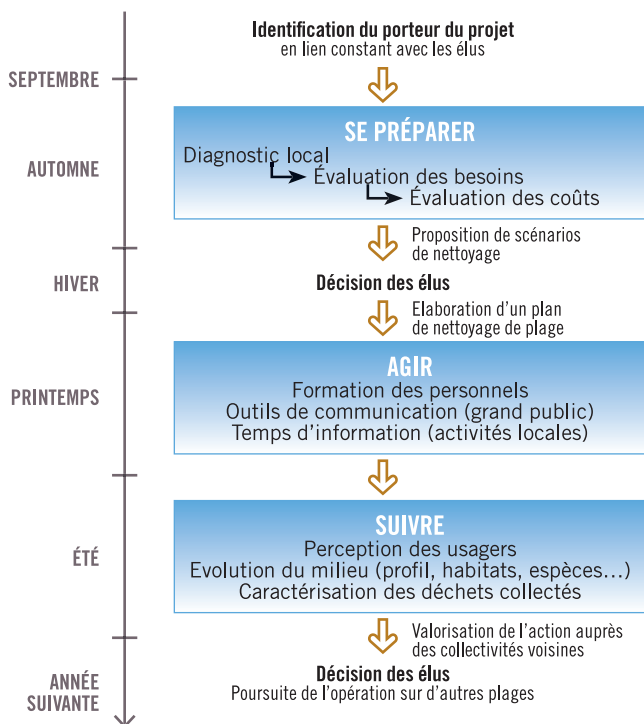 Identification du porteur du projet
en lien constant avec les élus
SEPTEMBRE
SE PRÉPARER
Diagnostic local
AUTOMNE
Évaluation des besoins
Évaluation des coûts
Proposition de scénarios
de nettoyage
HIVER
Décision des élus
Elaboration d'un plan
de nettoyage de plage
AGIR
PRINTEMPS
Formation des personnels
Outils de communication (grand public)
Temps d'information (activités locales)
SUIVRE
ÉTÉ
Perception des usagers
Evolution du milieu (profil, habitats, espèces...)
Caractérisation des déchets collectés
Valorisation de l'action auprès
des collectivités voisines
ANNÉE
SUIVANTE
Décision des élus
Poursuite de l'opération sur d'autres plages